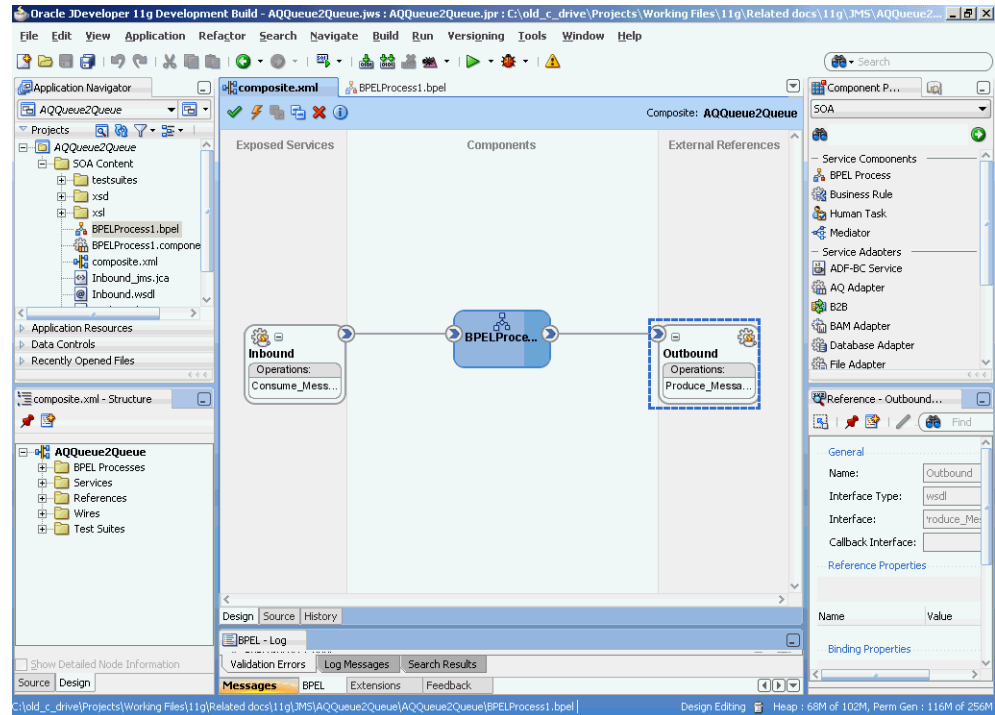 Oracle JDeveloper 11g Development Build - AQQueue2Queue.jws : AQQueue2Queue.jpr : C:\old_c_drive\Projects\Working Files\11g\Related docs\11g\JMS\AQQueue2...
File Edit View Application Refactor Search Navigate Build Run Versioning Tools Window Help
Search
Application Navigator
AQQueue2Queue
Projects
AQQueue2Queue
SOA Content
testsuites
xsd
xsl
BPELProcess1.bpel
BPELProcess1.compone
composite.xml
Inbound_jms.jca
Inbound.wsdl
Application Resources
Data Controls
Recently Opened Files
composite.xml - Structure
AQQueue2Queue
BPEL Processes
Services
References
Wires
Test Suites
Show Detailed Node Information
Source Design
composite.xml BPELProcess1.bpel
Composite: AQQueue2Queue
Exposed Services Components External References
Inbound
Operations:
Consume_Mess...
BPELProce...
Outbound
Operations:
Produce_Messa...
Design Source History
BPEL - Log
Validation Errors Log Messages Search Results
Messages BPEL Extensions Feedback
Component P...
SOA
Service Components
BPEL Process
Business Rule
Human Task
Mediator
Service Adapters
ADF-BC Service
AQ Adapter
B2B
BAM Adapter
Database Adapter
File Adapter
Reference - Outbound...
Find
General
Name: Outbound
Interface Type: wsdl
Interface: 'roduce_Mes
Callback Interface:
Reference Properties
Name Value
Binding Properties
C:\old_c_drive\Projects\Working Files\11g\Related docs\11g\JMS\AQQueue2Queue\AQQueue2Queue\BPELProcess1.bpel Design Editing Heap : 68M of 102M, Perm Gen : 116M of 256M